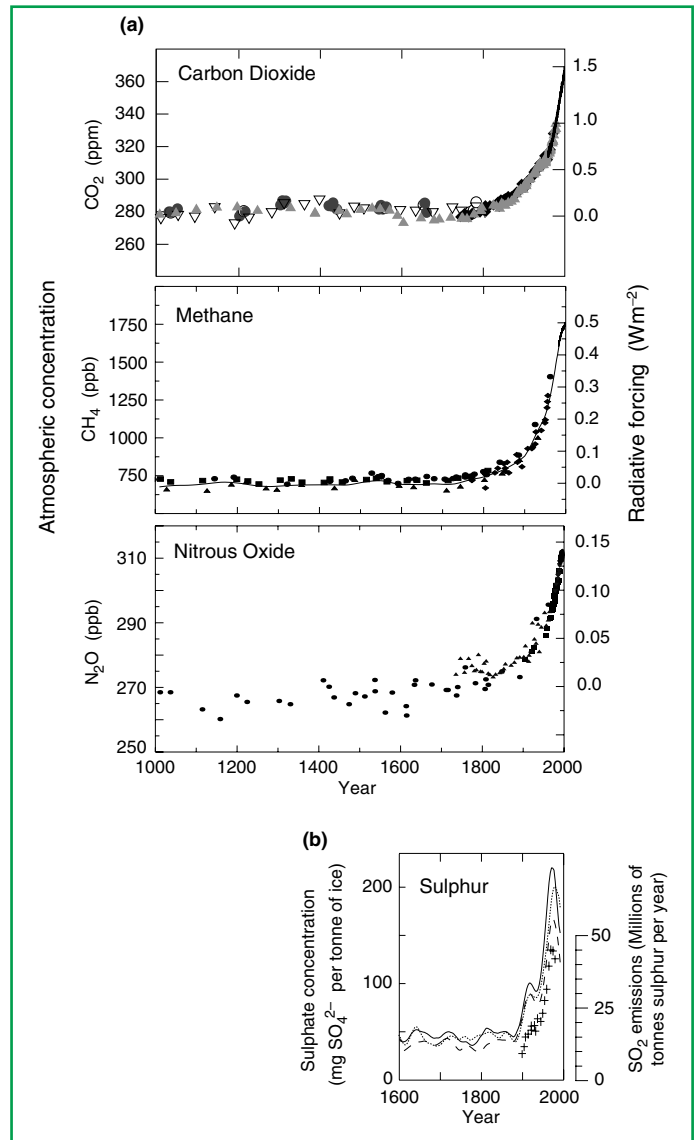 (a)
Carbon Dioxide
360
340
320
300
280
260
CO2 (ppm)
1.5
1.0
0.5
0.0
Methane
1750
1500
1250
1000
750
CH4 (ppb)
0.5
0.4
0.3
0.2
0.1
0.0
Atmospheric concentration
Radiative forcing (Wm−2)
Nitrous Oxide
310
290
270
250
N2O (ppb)
0.15
0.10
0.05
0.0
1000 1200 1400 1600 1800 2000
Year
(b)
Sulphur
200
100
0
Sulphate concentration
(mg SO4 2– per tonne of ice)
50
25
0
SO2 emissions (Millions of
tonnes sulphur per year)
1600 1800 2000
Year